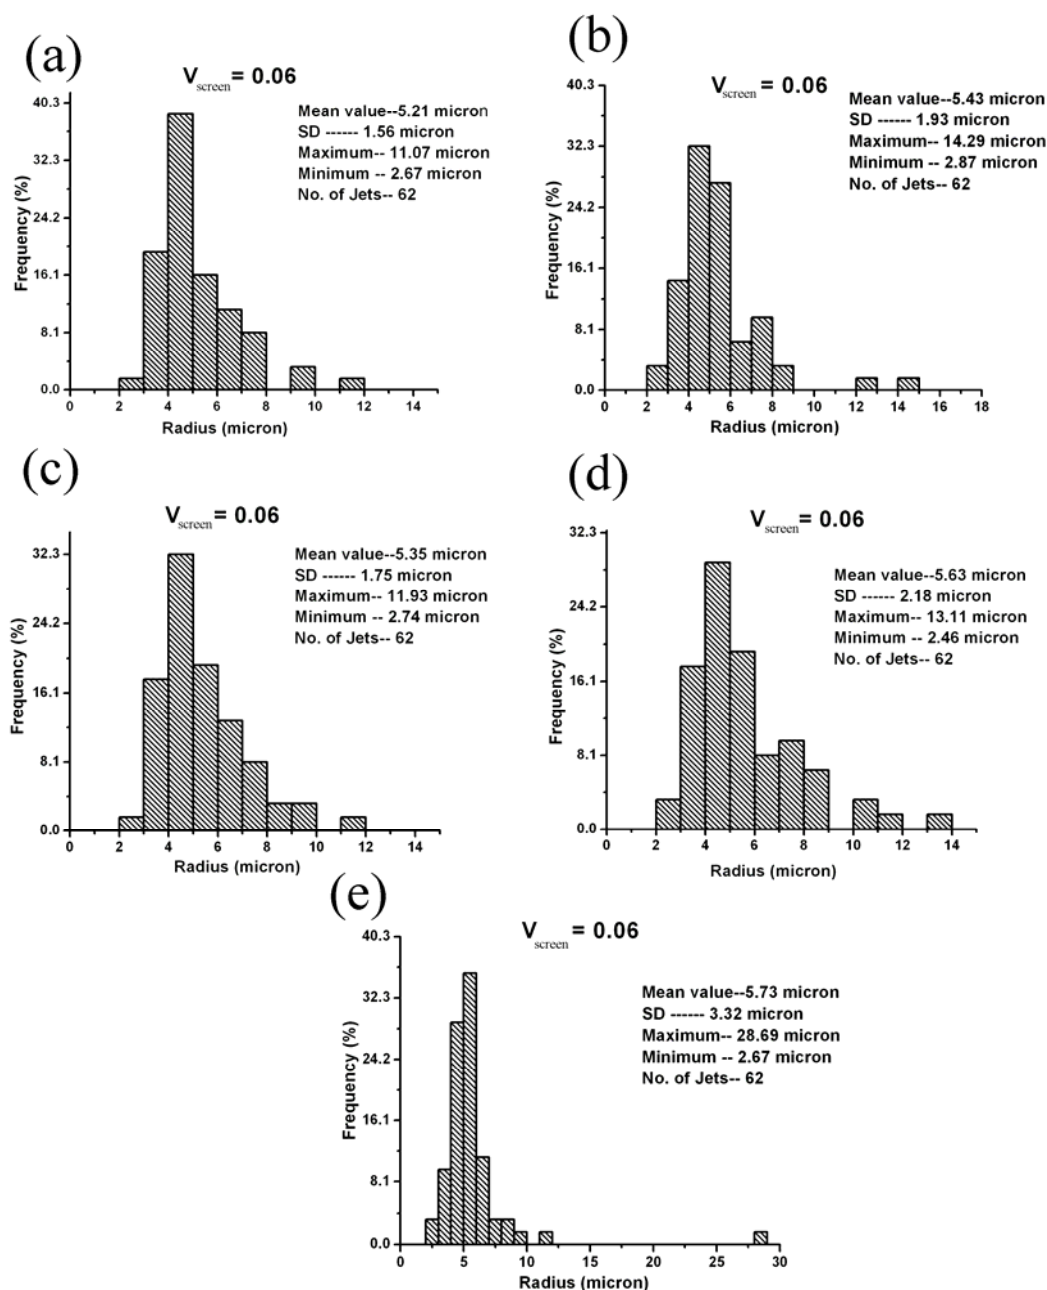 (a)
V screen = 0.06
Mean value--5.21 micron
SD ------ 1.56 micron
Maximum-- 11.07 micron
Minimum -- 2.67 micron
No. of Jets-- 62
Frequency (%)
40.3
32.3
24.2
16.1
8.1
0.0
0 2 4 6 8 10 12 14
Radius (micron)
(b)
V screen = 0.06
Mean value--5.43 micron
SD ------ 1.93 micron
Maximum-- 14.29 micron
Minimum -- 2.87 micron
No. of Jets-- 62
Frequency (%)
40.3
32.3
24.2
16.1
8.1
0.0
0 2 4 6 8 10 12 14 16 18
Radius (micron)
(c)
V screen = 0.06
Mean value--5.35 micron
SD ------ 1.75 micron
Maximum-- 11.93 micron
Minimum -- 2.74 micron
No. of Jets-- 62
Frequency (%)
32.3
24.2
16.1
8.1
0.0
0 2 4 6 8 10 12 14
Radius (micron)
(d)
V screen = 0.06
Mean value--5.63 micron
SD ------ 2.18 micron
Maximum-- 13.11 micron
Minimum -- 2.46 micron
No. of Jets-- 62
Frequency (%)
32.3
24.2
16.1
8.1
0.0
0 2 4 6 8 10 12 14
Radius (micron)
(e)
V screen = 0.06
Mean value--5.73 micron
SD ------ 3.32 micron
Maximum-- 28.69 micron
Minimum -- 2.67 micron
No. of Jets-- 62
Frequency (%)
40.3
32.3
24.2
16.1
8.1
0.0
0 5 10 15 20 25 30
Radius (micron)